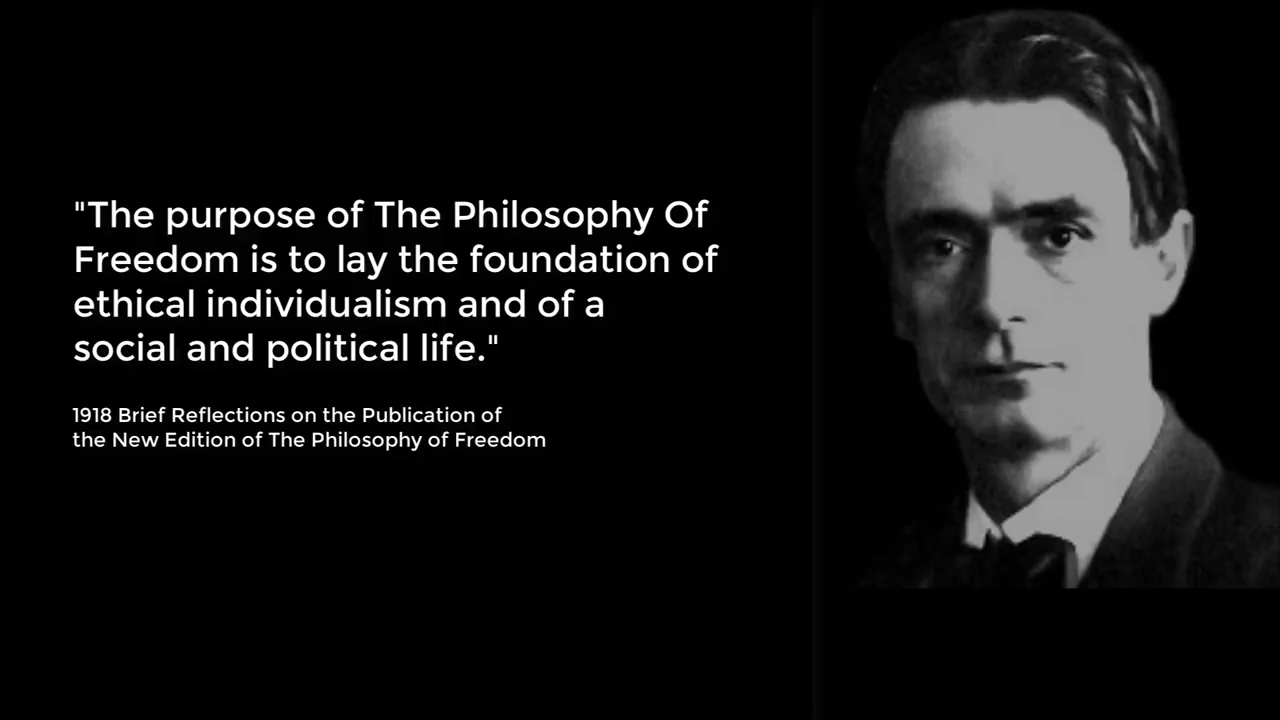 "The purpose of The Philosophy Of
Freedom is to lay the foundation of
ethical individualism and of a
social and political life."
1918 Brief Reflections on the Publication of
the New Edition of The Philosophy of Freedom